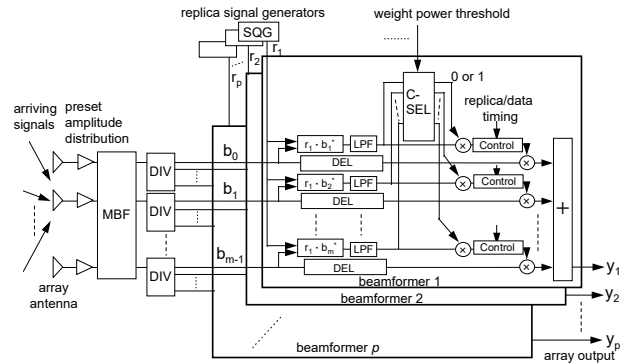 replica signal generators
weight power threshold
SQG
r1
r2
rp
0 or 1
C-
SEL
replica/data
timing
arriving
signals
preset
amplitude
distribution
b0
r1 · b1*
LPF
Control
DEL
DIV
MBF
b1
r1 · b2*
LPF
Control
DEL
DIV
+
bm-1
r1 · bm*
LPF
Control
DEL
DIV
array
antenna
beamformer 1
y1
beamformer 2
y2
beamformer p
yp
array output